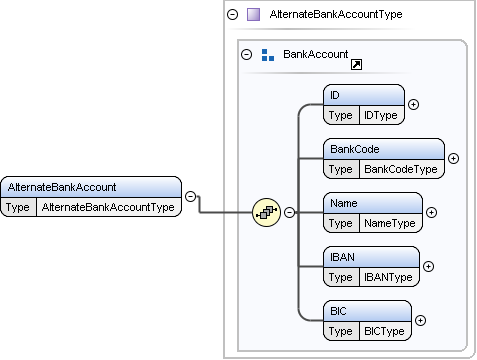 AlternateBankAccountType
BankAccount
ID
Type IDType
BankCode
Type BankCodeType
AlternateBankAccount
Type AlternateBankAccountType
Name
Type NameType
IBAN
Type IBANType
BIC
Type BICType